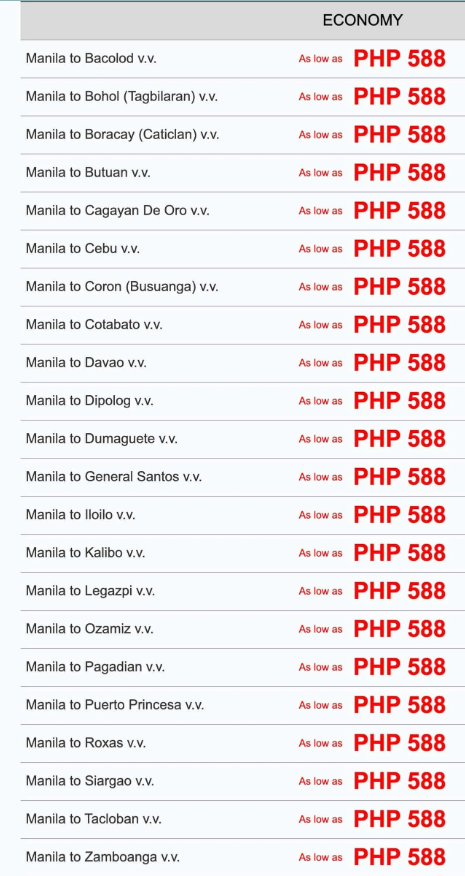 ECONOMY
Manila to Bacolod v.v. As low as PHP 588
Manila to Bohol (Tagbilaran) v.v. As low as PHP 588
Manila to Boracay (Caticlan) v.v. As low as PHP 588
Manila to Butuan v.v. As low as PHP 588
Manila to Cagayan De Oro v.v. As low as PHP 588
Manila to Cebu v.v. As low as PHP 588
Manila to Coron (Busuanga) v.v. As low as PHP 588
Manila to Cotabato v.v. As low as PHP 588
Manila to Davao v.v. As low as PHP 588
Manila to Dipolog v.v. As low as PHP 588
Manila to Dumaguete v.v. As low as PHP 588
Manila to General Santos v.v. As low as PHP 588
Manila to Iloilo v.v. As low as PHP 588
Manila to Kalibo v.v. As low as PHP 588
Manila to Legazpi v.v. As low as PHP 588
Manila to Ozamiz v.v. As low as PHP 588
Manila to Pagadian v.v. As low as PHP 588
Manila to Puerto Princesa v.v. As low as PHP 588
Manila to Roxas v.v. As low as PHP 588
Manila to Siargao v.v. As low as PHP 588
Manila to Tacloban v.v. As low as PHP 588
Manila to Zamboanga v.v. As low as PHP 588